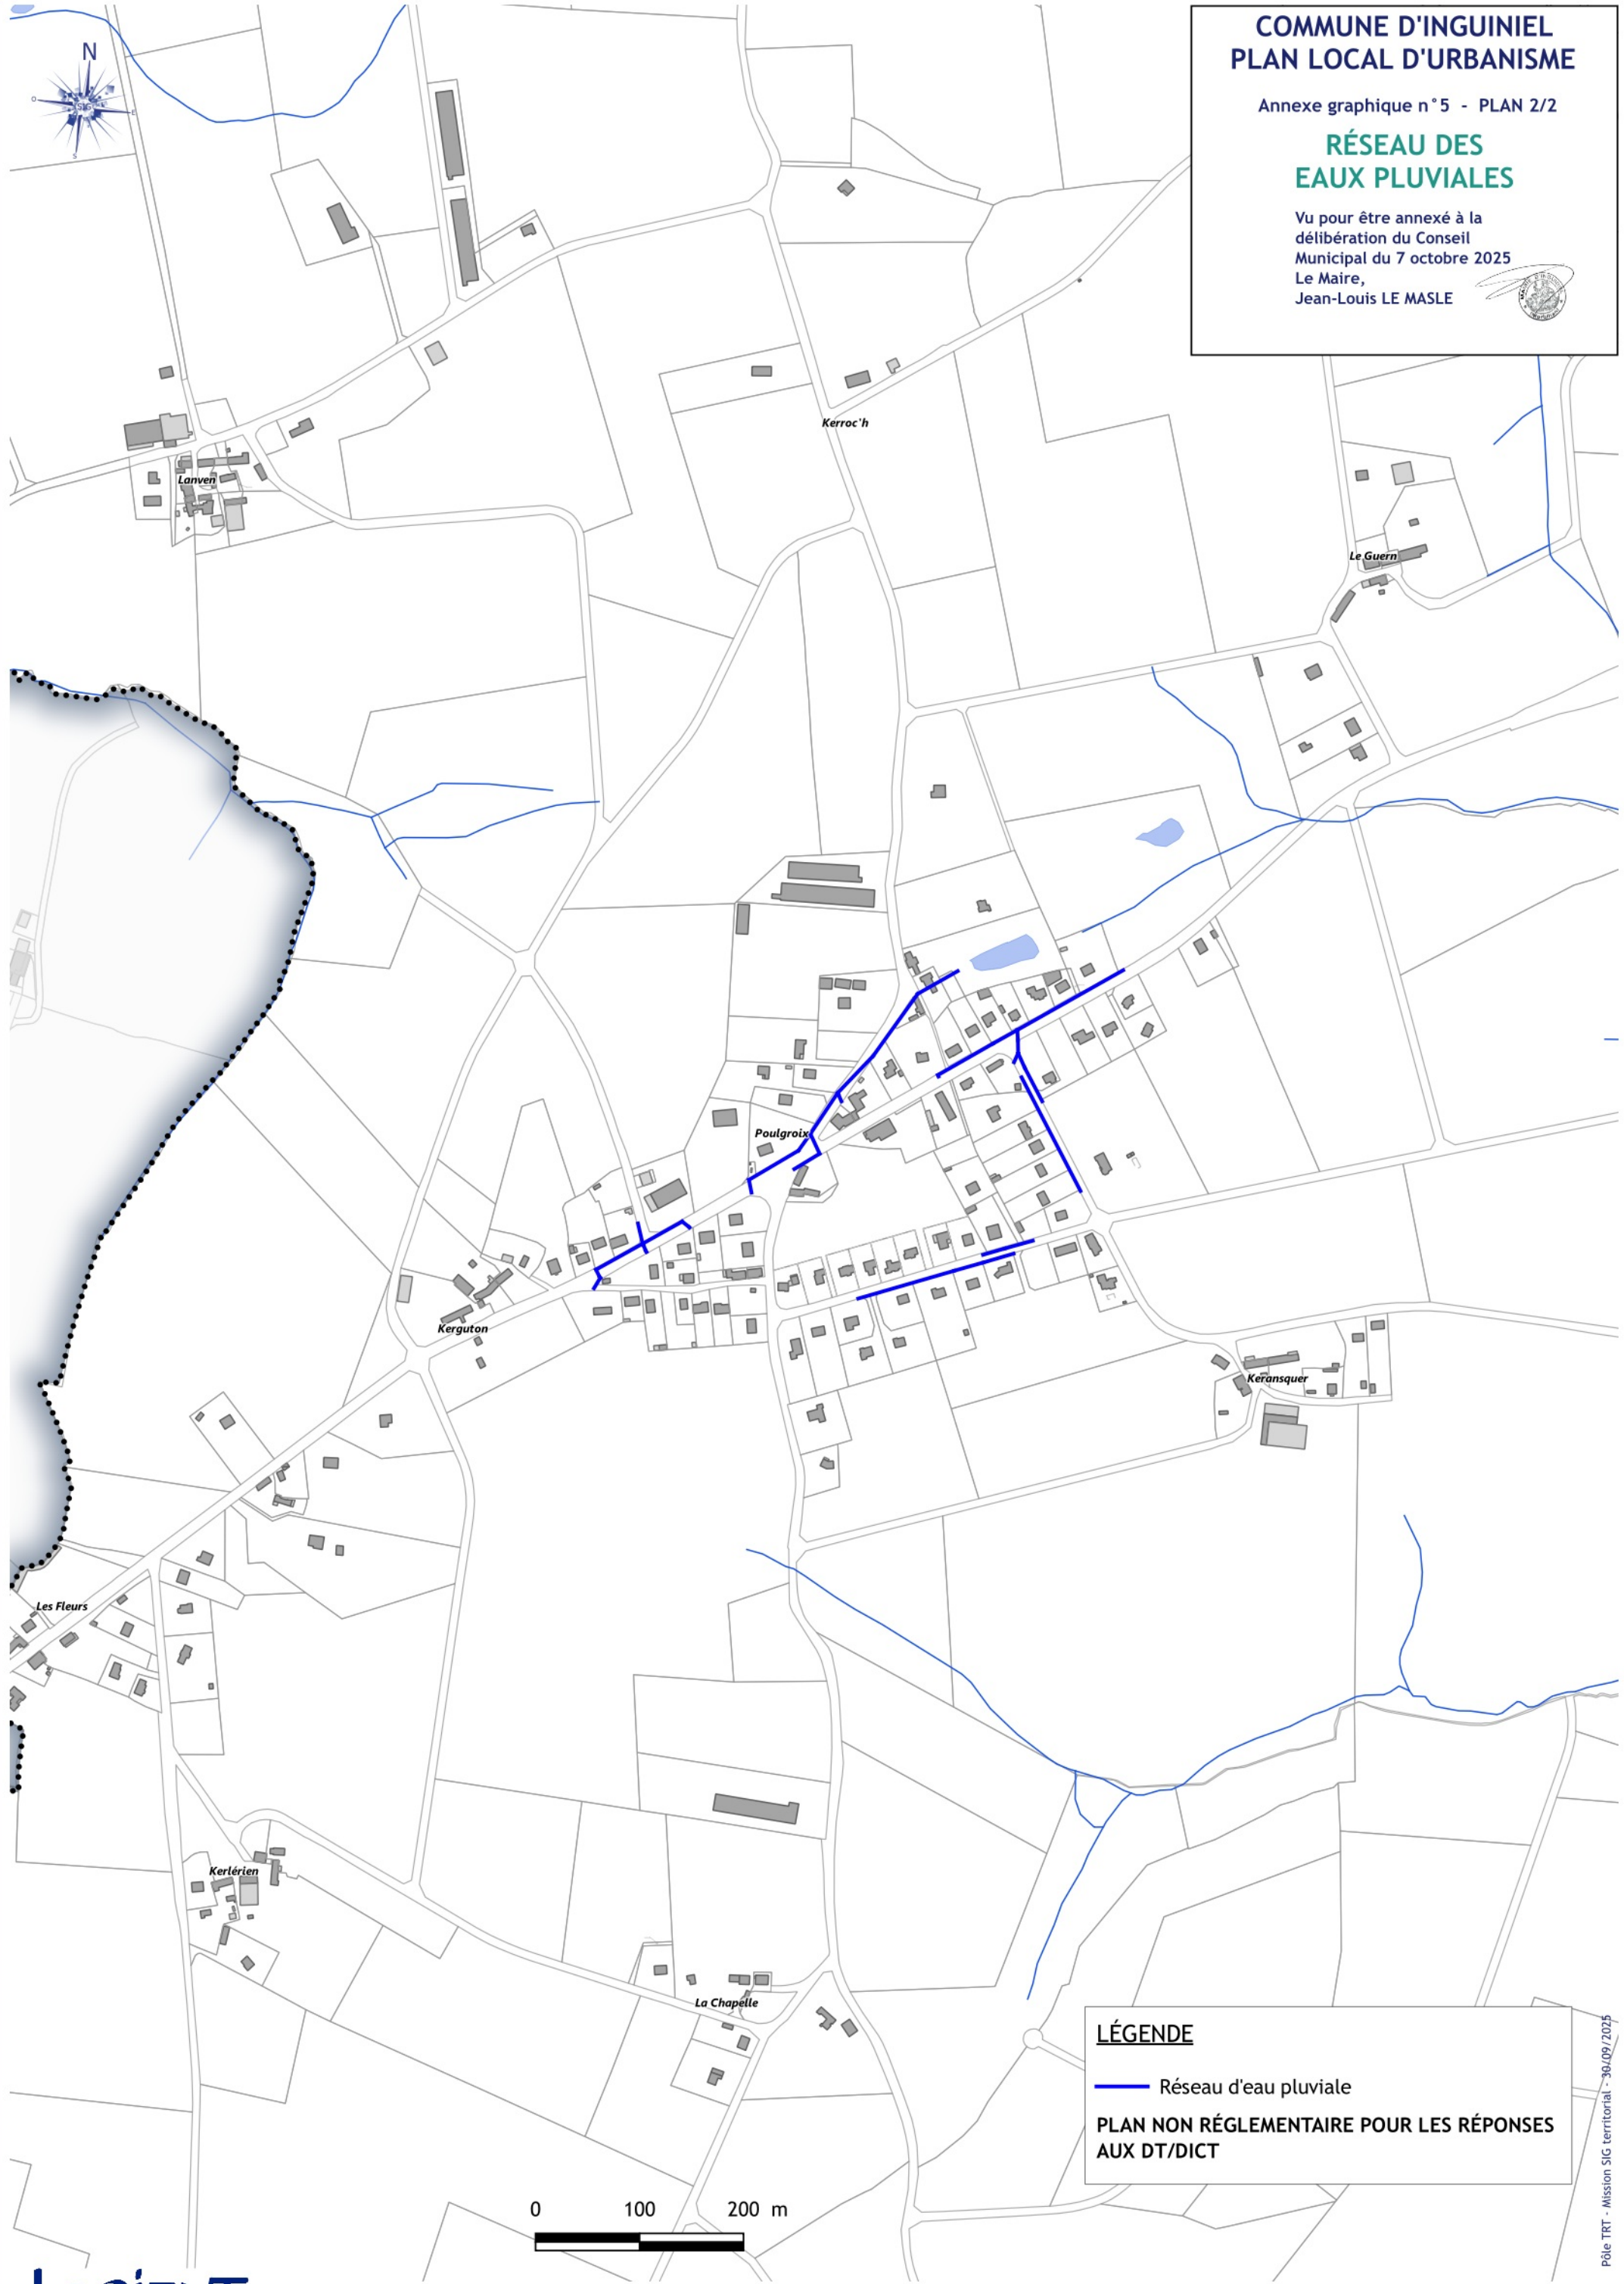 COMMUNE D'INGUINIEL
PLAN LOCAL D'URBANISME
Annexe graphique n°5 - PLAN 2/2
RÉSEAU DES
EAUX PLUVIALES
Vu pour être annexé à la
délibération du Conseil
Municipal du 7 octobre 2025
Le Maire,
Jean-Louis LE MASLE
N
O
E
S
SIG
Kerroc'h
Lanven
Le Guern
Poulgroix
Kerguton
Keransquer
Les Fleurs
Kerlérien
La Chapelle
LÉGENDE
Réseau d'eau pluviale
PLAN NON RÉGLEMENTAIRE POUR LES RÉPONSES
AUX DT/DICT
0 100 200 m
Pôle TRT - Mission SIG territorial - 30/09/2025